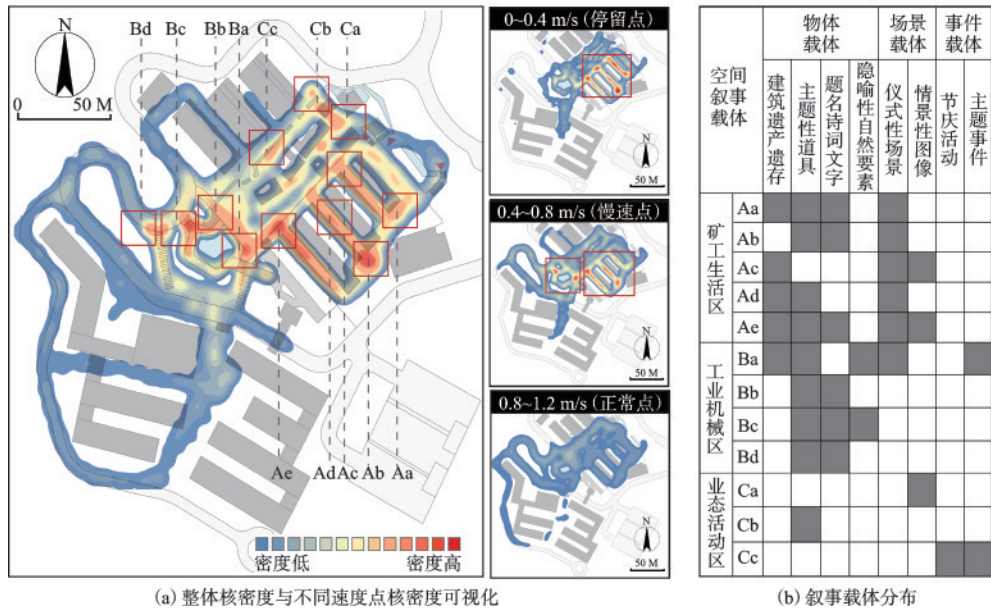 Bd Bc Bb Ba Cc Cb Ca
N
0 50 M
Ae Ad Ac Ab Aa
密度低 密度高
0~0.4 m/s (停留点)
N
50 M
0.4~0.8 m/s (慢速点)
N
50 M
0.8~1.2 m/s (正常点)
N
50 M
(a) 整体核密度与不同速度点核密度可视化
空间叙事载体
物体载体
场景载体
事件载体
建筑遗产遗存
主题性道具
题名诗词文字
隐喻性自然要素
仪式性场景
情景性图像
节庆活动
主题事件
矿工生活区
Aa
Ab
Ac
Ad
Ae
工业机械区
Ba
Bb
Bc
Bd
业态活动区
Ca
Cb
Cc
(b) 叙事载体分布